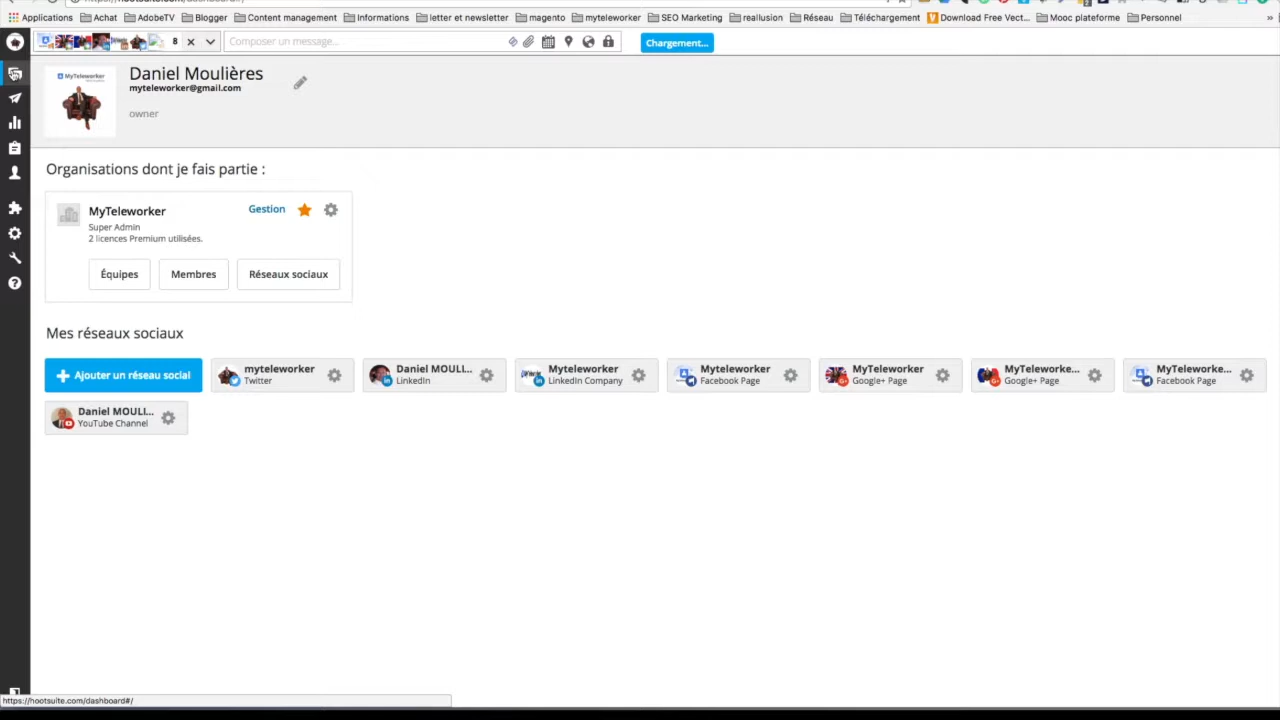 Applications Achat AdobeTV Blogger Content management Informations letter et newsletter magento myteleworker SEO Marketing reallusion Réseau Téléchargement Download Free Vect... Mooc plateforme Personnel »
8 Composer un message... Chargement...
MyTeleworker
Daniel Moulières
myteleworker@gmail.com
owner
Organisations dont je fais partie :
MyTeleworker Gestion
Super Admin
2 licences Premium utilisées.
Équipes Membres Réseaux sociaux
Mes réseaux sociaux
Ajouter un réseau social
myteleworker
Twitter
Daniel MOULI...
LinkedIn
Myteleworker
LinkedIn Company
Myteleworker
Facebook Page
MyTeleworker
Google+ Page
MyTeleworke...
Google+ Page
MyTeleworke...
Facebook Page
Daniel MOULI...
YouTube Channel
https://hootsuite.com/dashboard#/